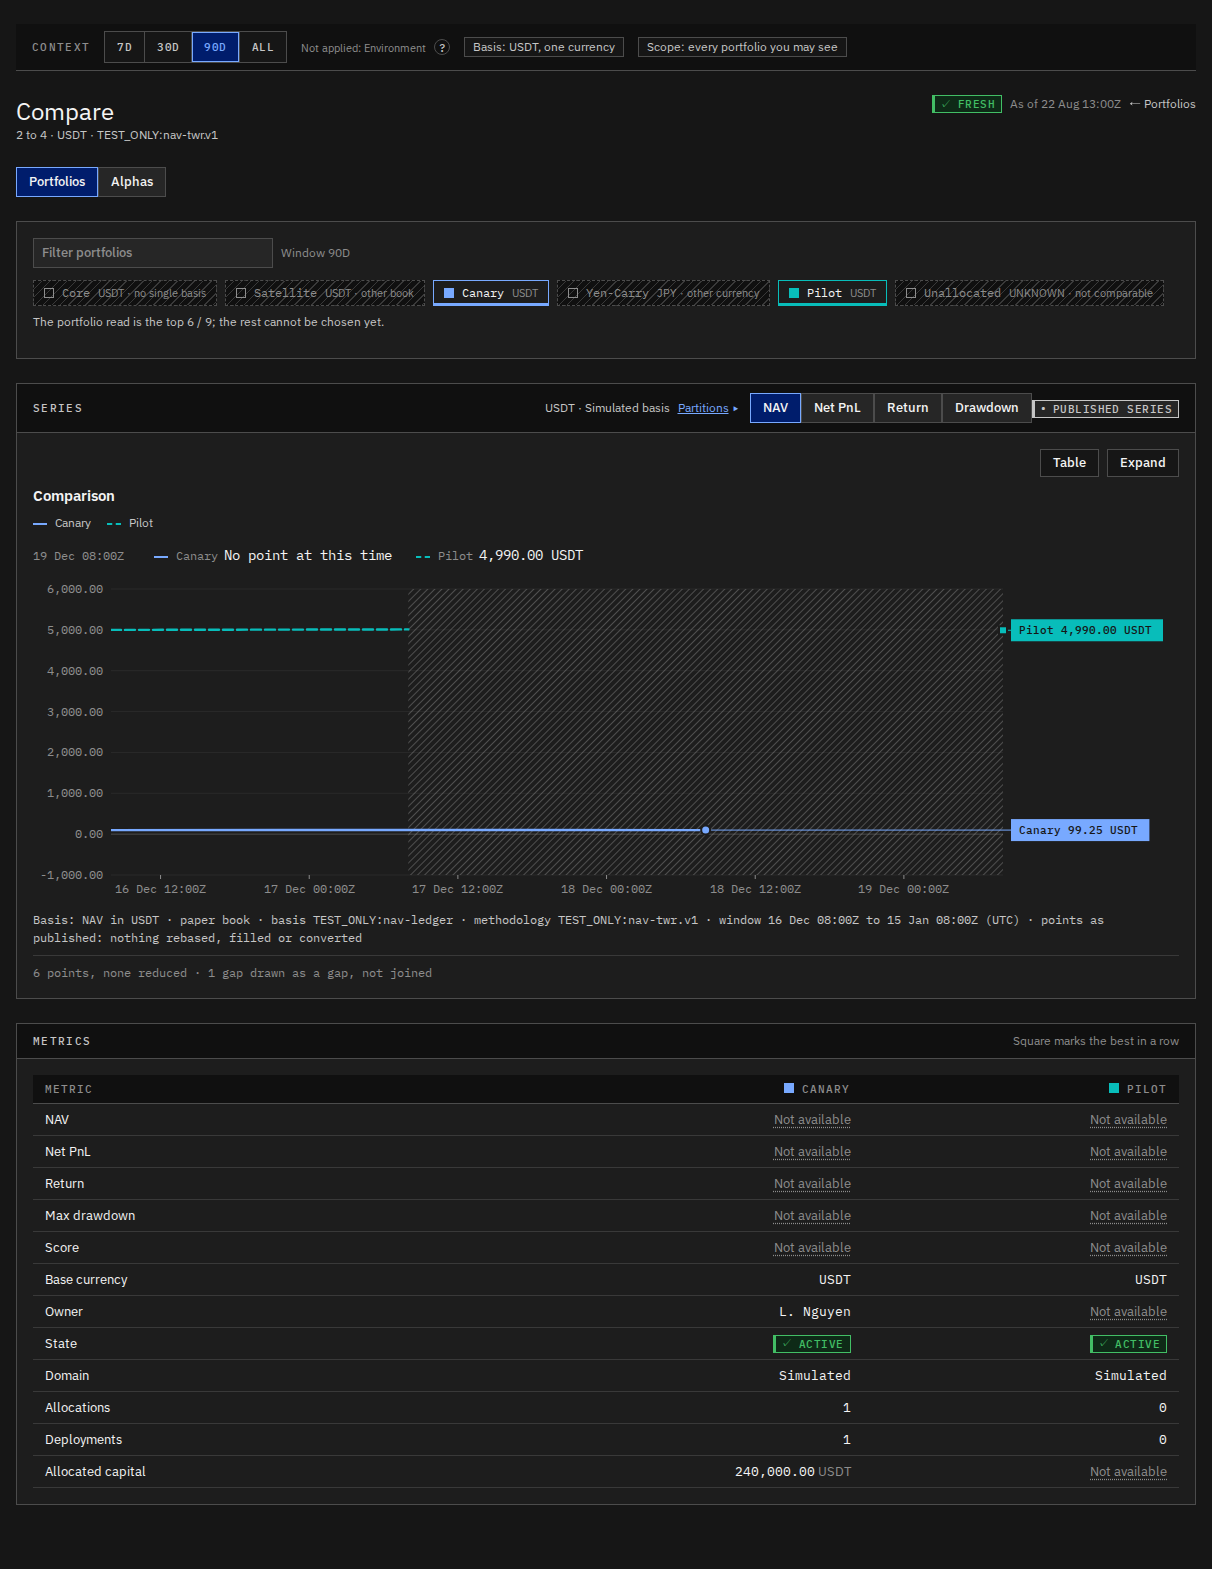 CONTEXT 7D 30D 90D ALL Not applied: Environment ? Basis: USDT, one currency Scope: every portfolio you may see
Compare
✓ FRESH As of 22 Aug 13:00Z ← Portfolios
2 to 4 · USDT · TEST_ONLY:nav-twr.v1
Portfolios Alphas
Filter portfolios Window 90D
Core USDT · no single basis Satellite USDT · other book Canary USDT Yen-Carry JPY · other currency Pilot USDT Unallocated UNKNOWN · not comparable
The portfolio read is the top 6 / 9; the rest cannot be chosen yet.
SERIES USDT · Simulated basis Partitions ▸ NAV Net PnL Return Drawdown • PUBLISHED SERIES
Table Expand
Comparison
Canary Pilot
19 Dec 08:00Z Canary No point at this time Pilot 4,990.00 USDT
6,000.00
5,000.00 Pilot 4,990.00 USDT
4,000.00
3,000.00
2,000.00
1,000.00
0.00 Canary 99.25 USDT
-1,000.00
16 Dec 12:00Z 17 Dec 00:00Z 17 Dec 12:00Z 18 Dec 00:00Z 18 Dec 12:00Z 19 Dec 00:00Z
Basis: NAV in USDT · paper book · basis TEST_ONLY:nav-ledger · methodology TEST_ONLY:nav-twr.v1 · window 16 Dec 08:00Z to 15 Jan 08:00Z (UTC) · points as
published: nothing rebased, filled or converted
6 points, none reduced · 1 gap drawn as a gap, not joined
METRICS Square marks the best in a row
METRIC CANARY PILOT
NAV Not available Not available
Net PnL Not available Not available
Return Not available Not available
Max drawdown Not available Not available
Score Not available Not available
Base currency USDT USDT
Owner L. Nguyen Not available
State ✓ ACTIVE ✓ ACTIVE
Domain Simulated Simulated
Allocations 1 0
Deployments 1 0
Allocated capital 240,000.00 USDT Not available